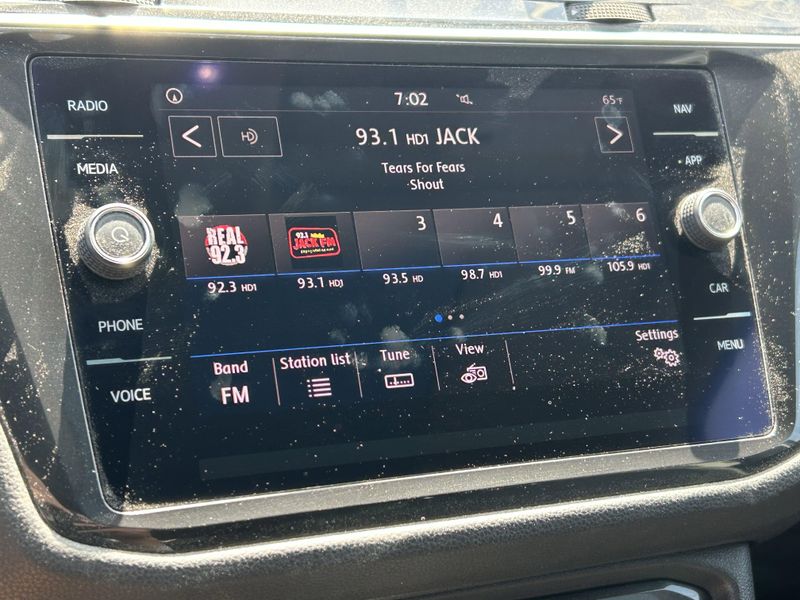 RADIO
7:02
65°F
NAV
93.1 HD1 JACK
MEDIA
APP
Tears For Fears
Shout
REAL
92.3
93.1
JACK FM
3
4
5
6
92.3 HD1
93.1 HD1
93.5 HD
98.7 HD1
99.9 FM
105.9 HD1
CAR
PHONE
MENU
Band
FM
Station list
Tune
View
Settings
VOICE